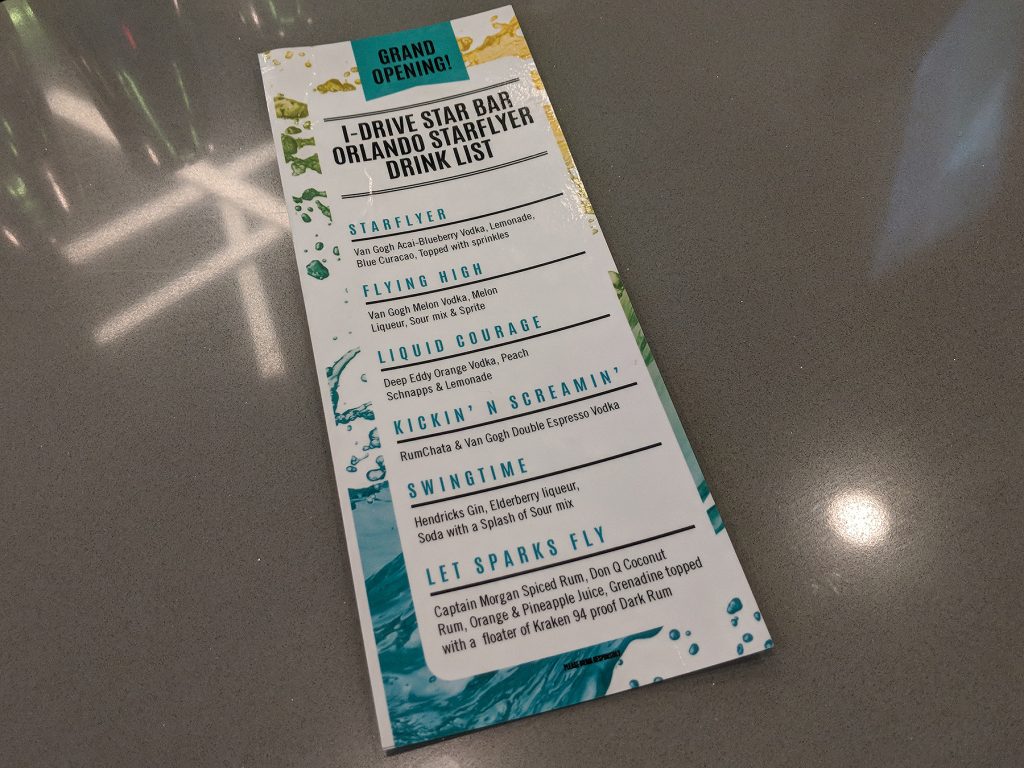 GRAND
OPENING!
I-DRIVE STAR BAR
ORLANDO STARFLYER
DRINK LIST
STARFLYER
Van Gogh Acai-Blueberry Vodka, Lemonade,
Blue Curacao, Topped with sprinkles
FLYING HIGH
Van Gogh Melon Vodka, Melon
Liqueur, Sour mix & Sprite
LIQUID COURAGE
Deep Eddy Orange Vodka, Peach
Schnapps & Lemonade
KICKIN' N SCREAMIN'
RumChata & Van Gogh Double Espresso Vodka
SWINGTIME
Hendricks Gin, Elderberry liqueur,
Soda with a Splash of Sour mix
LET SPARKS FLY
Captain Morgan Spiced Rum, Don Q Coconut
Rum, Orange & Pineapple Juice, Grenadine topped
with a floater of Kraken 94 proof Dark Rum
PLEASE DRINK RESPONSIBLY